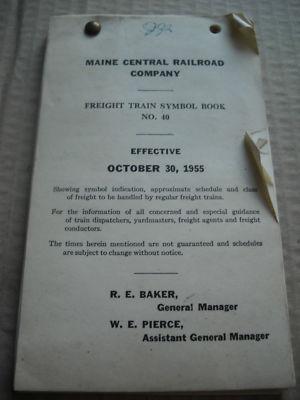 MAINE CENTRAL RAILROAD
COMPANY
FREIGHT TRAIN SYMBOL BOOK
NO. 40
EFFECTIVE
OCTOBER 30, 1955
Showing symbol indication, approximate schedule and class
of freight to be handled by regular freight trains.
For the information of all concerned and especial guidance
of train dispatchers, yardmasters, freight agents and freight
conductors.
The times herein mentioned are not guaranteed and schedules
are subject to change without notice.
R. E. BAKER,
General Manager
W. E. PIERCE,
Assistant General Manager